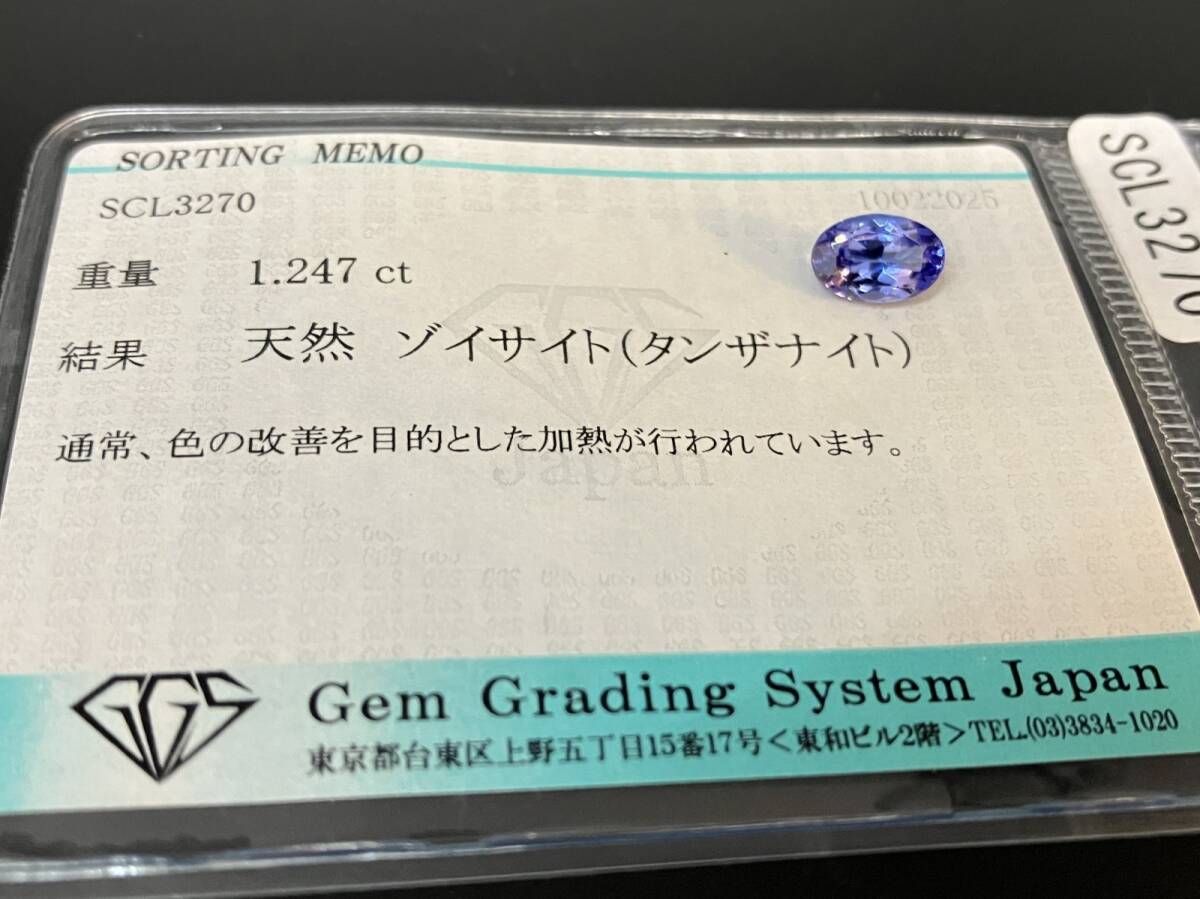 SORTING MEMO
SCL3270
10022025
重量 1.247 ct
結果 天然 ゾイサイト(タンザナイト)
通常、色の改善を目的とした加熱が行われています。
Japan
GGS Gem Grading System Japan
東京都台東区上野五丁目15番17号<東和ビル2階>TEL.(03)3834-1020
SCL3270